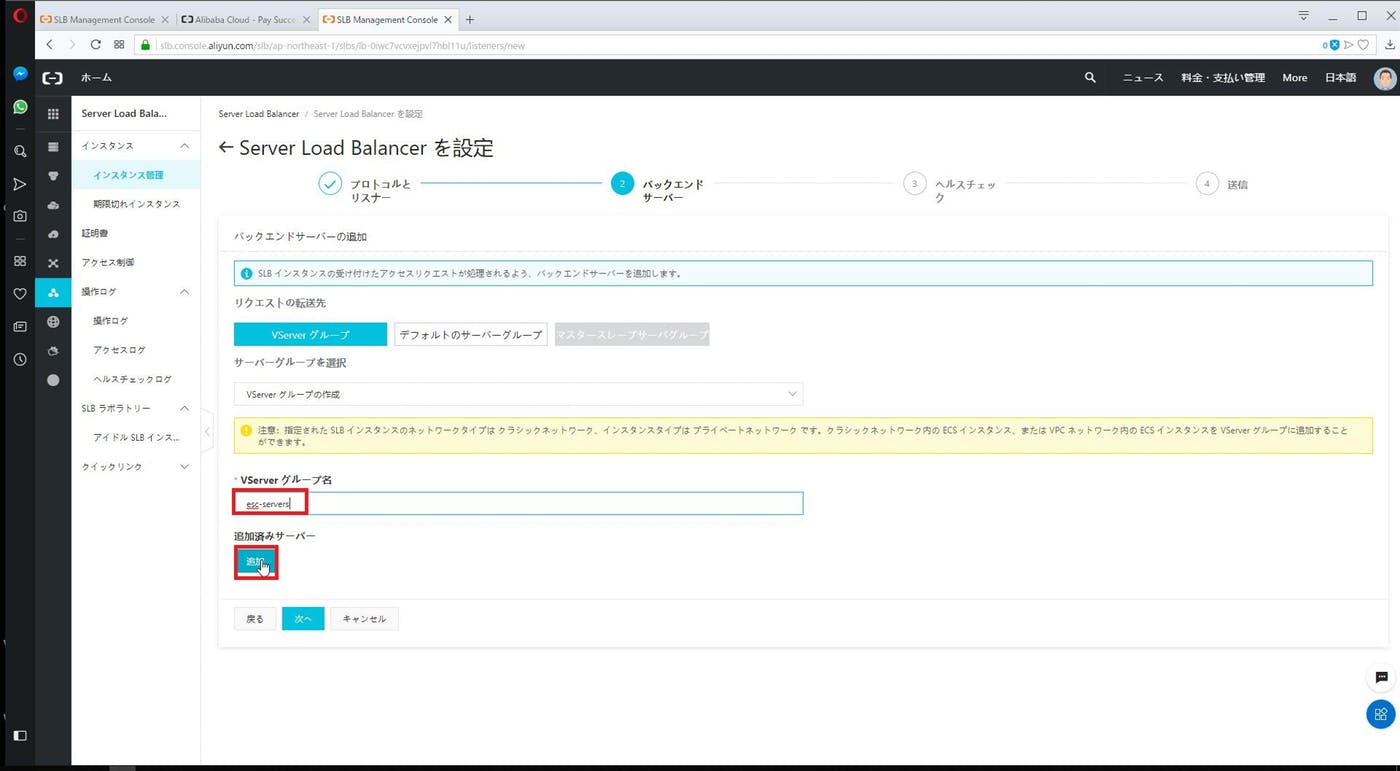 SLB Management Console
Alibaba Cloud - Pay Succe
SLB Management Console
slb.console.aliyun.com/slb/ap-northeast-1/slbs/lb-0iwc7vcvxejpvl7hbl11u/listeners/new
0
ホーム
ニュース
料金・支払い管理
More
日本語
Server Load Bala...
インスタンス
インスタンス管理
期限切れインスタンス
証明書
アクセス制御
操作ログ
操作ログ
アクセスログ
ヘルスチェックログ
SLB ラボラトリー
アイドル SLB インス...
クイックリンク
Server Load Balancer / Server Load Balancer を設定
Server Load Balancer を設定
プロトコルと
リスナー
2 バックエンド
サーバー
3 ヘルスチェッ
ク
4 送信
バックエンドサーバーの追加
SLB インスタンスの受け付けたアクセスリクエストが処理されるよう、バックエンドサーバーを追加します。
リクエストの転送先
VServer グループ
デフォルトのサーバーグループ
マスタースレーブサーバグループ
サーバーグループを選択
VServer グループの作成
注意：指定された SLB インスタンスのネットワークタイプは クラシックネットワーク、インスタンスタイプは プライベートネットワーク です。クラシックネットワーク内の ECS インスタンス、または VPC ネットワーク内の ECS インスタンスを VServer グループに追加すること
ができます。
* VServer グループ名
esc-servers
追加済みサーバー
追加
戻る
次へ
キャンセル